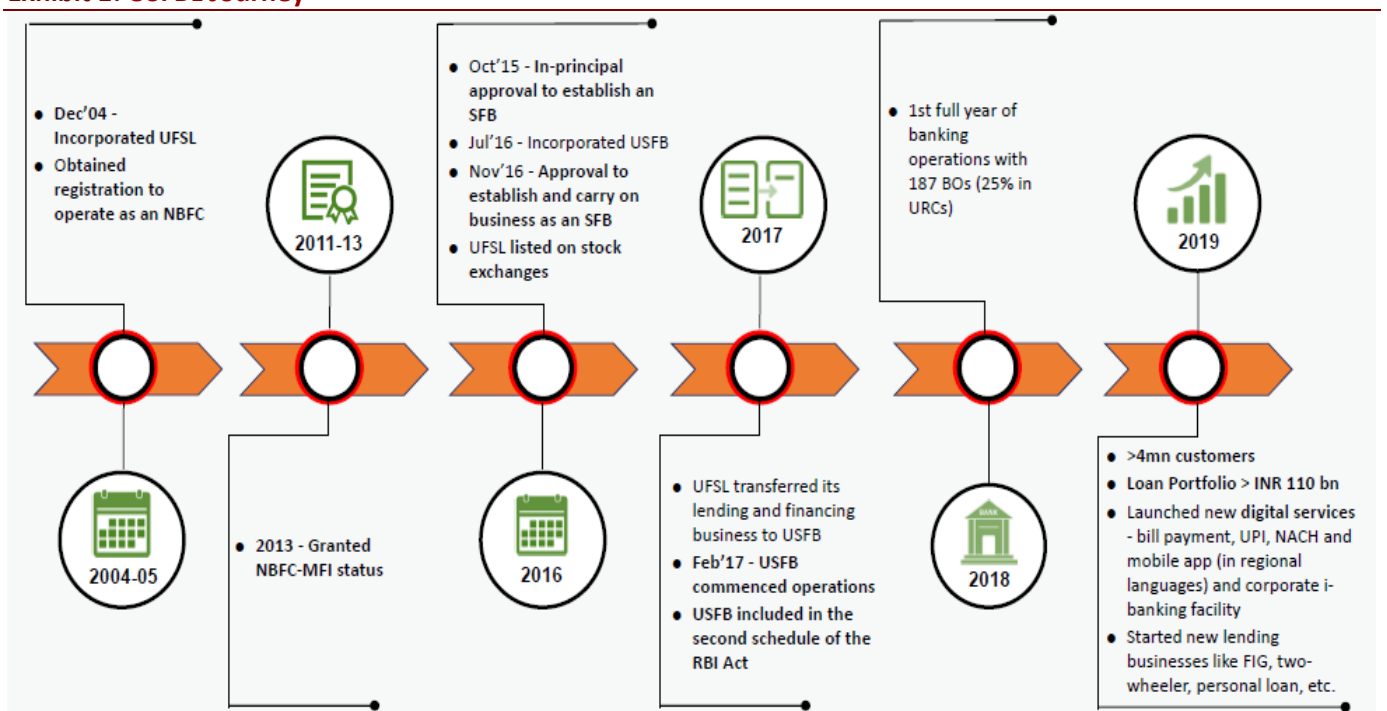 Exhibit Journey
● Dec'04 -
Incorporated UFSL
● Obtained
registration to
operate as an NBFC
2004-05
2011-13
● 2013 - Granted
NBFC-MFI status
● Oct'15 - In-principal
approval to establish an
SFB
● Jul'16 - Incorporated USFB
● Nov'16 - Approval to
establish and carry on
business as an SFB
● UFSL listed on stock
exchanges
2016
2017
● UFSL transferred its
lending and financing
business to USFB
● Feb'17 - USFB
commenced operations
● USFB included in the
second schedule of the
RBI Act
● 1st full year of
banking
operations with
187 BOs (25% in
URCs)
BANK
2018
2019
● >4mn customers
● Loan Portfolio > INR 110 bn
● Launched new digital services
- bill payment, UPI, NACH and
mobile app (in regional
languages) and corporate i-
banking facility
● Started new lending
businesses like FIG, two-
wheeler, personal loan, etc.